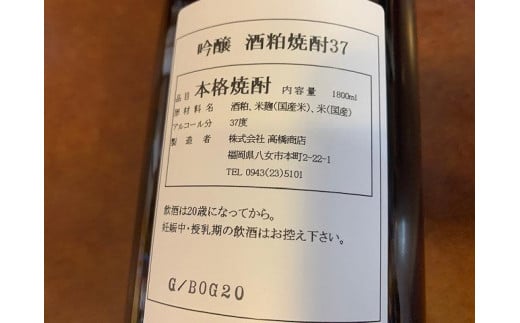 吟醸 酒粕焼酎37
品目 本格焼酎 内容量 1800ml
原材料名 酒粕、米麹(国産米)、米(国産)
アルコール分 37度
製造者 株式会社 高橋商店
福岡県八女市本町2-22-1
TEL 0943(23)5101
飲酒は20歳になってから。
妊娠中・授乳期の飲酒はお控え下さい。
G/BOG20